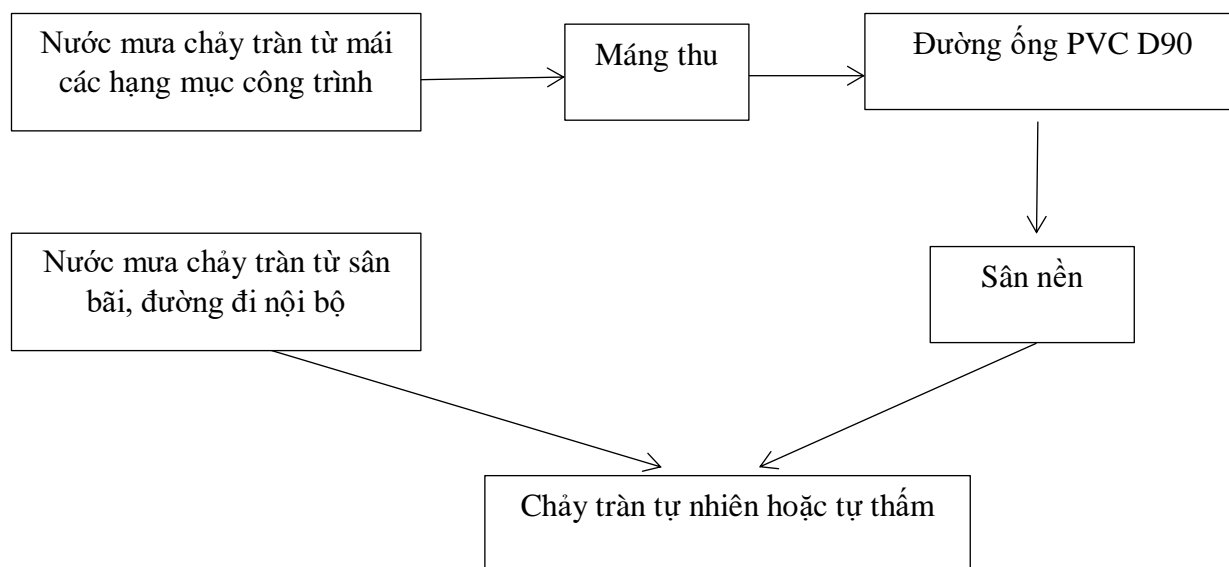 Nước mưa chảy tràn từ mái
các hạng mục công trình
Máng thu
Đường ống PVC D90
Nước mưa chảy tràn từ sân
bãi, đường đi nội bộ
Sân nền
Chảy tràn tự nhiên hoặc tự thấm